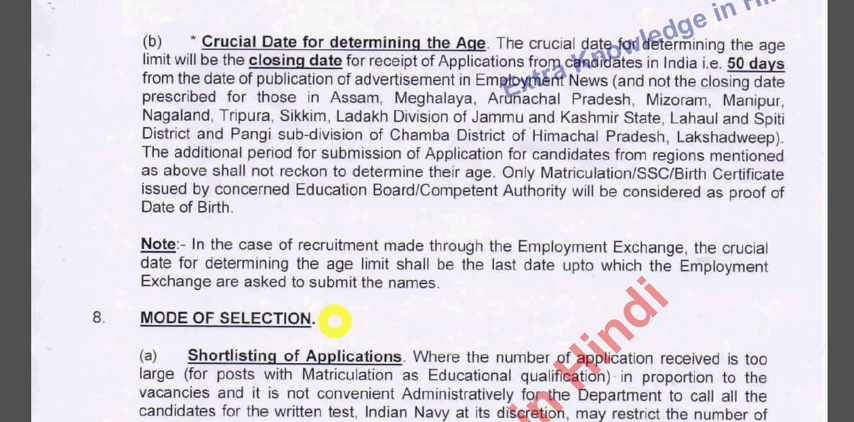 Extra Knowledge in Hi
(b) * Crucial Date for determining the Age. The crucial date for determining the age
limit will be the closing date for receipt of Applications from candidates in India i.e. 50 days
from the date of publication of advertisement in Employment News (and not the closing date
prescribed for those in Assam, Meghalaya, Arunachal Pradesh, Mizoram, Manipur,
Nagaland, Tripura, Sikkim, Ladakh Division of Jammu and Kashmir State, Lahaul and Spiti
District and Pangi sub-division of Chamba District of Himachal Pradesh, Lakshadweep).
The additional period for submission of Application for candidates from regions mentioned
as above shall not reckon to determine their age. Only Matriculation/SSC/Birth Certificate
issued by concerned Education Board/Competent Authority will be considered as proof of
Date of Birth.
Note:- In the case of recruitment made through the Employment Exchange, the crucial
date for determining the age limit shall be the last date upto which the Employment
Exchange are asked to submit the names.
8. MODE OF SELECTION.
(a) Shortlisting of Applications. Where the number of application received is too
large (for posts with Matriculation as Educational qualification) in proportion to the
vacancies and it is not convenient Administratively for the Department to call all the
candidates for the written test, Indian Navy at its discretion, may restrict the number of
in Hindi